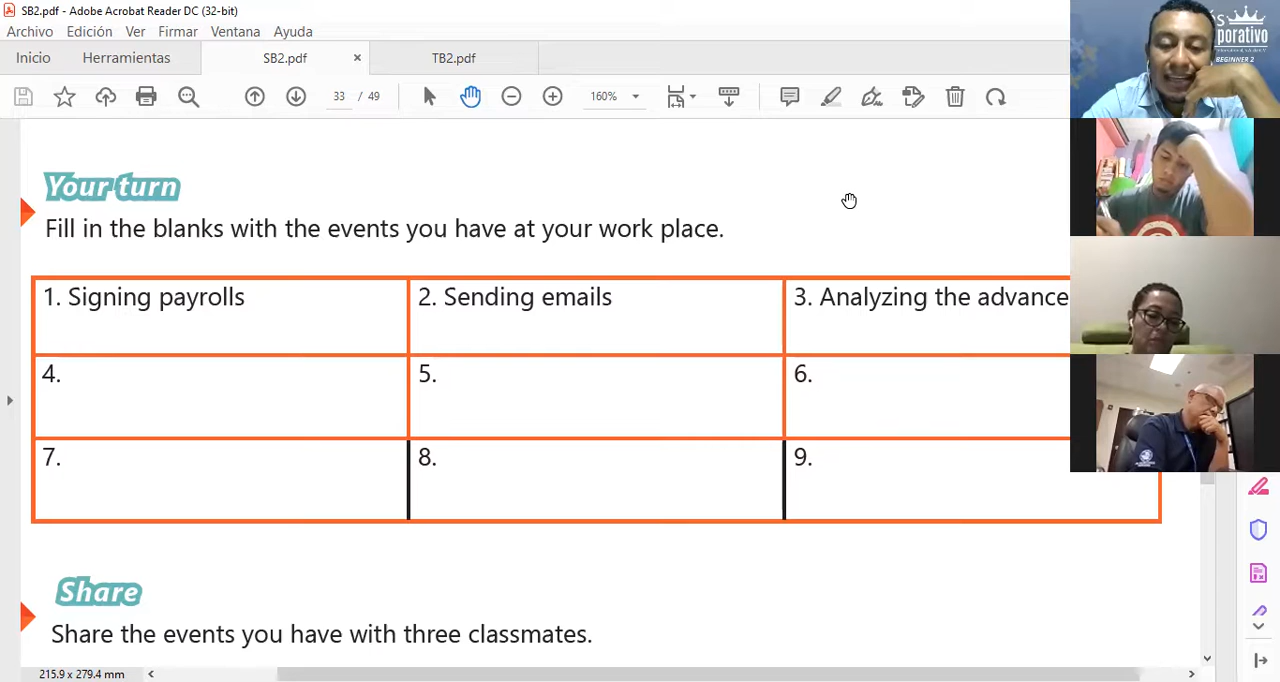 SB2.pdf - Adobe Acrobat Reader DC (32-bit)
Archivo Edición Ver Firmar Ventana Ayuda
Inicio Herramientas SB2.pdf × TB2.pdf
33 / 49 160%
porativo
BEGINNER 2
Your turn
Fill in the blanks with the events you have at your work place.
1. Signing payrolls 2. Sending emails 3. Analyzing the advance
4. 5. 6.
7. 8. 9.
Share
Share the events you have with three classmates.
215.9 x 279.4 mm